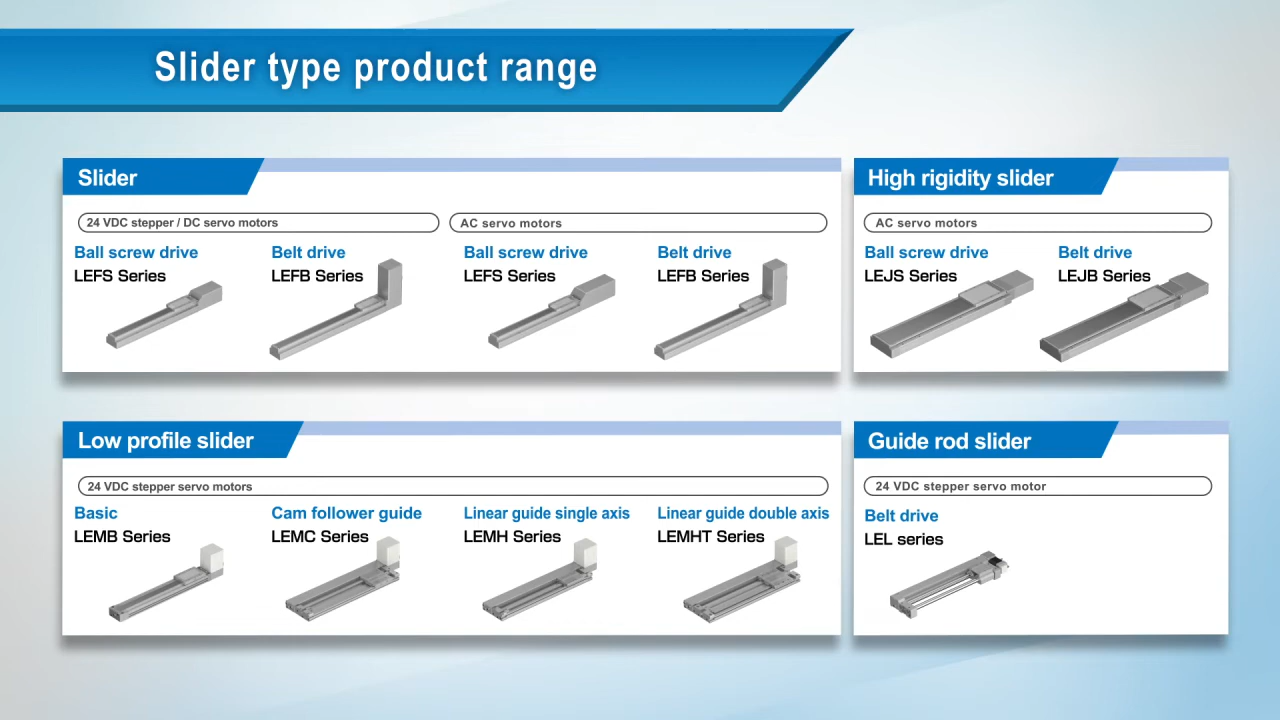 Slider type product range
Slider
24 VDC stepper / DC servo motors
AC servo motors
Ball screw drive
LEFS Series
Belt drive
LEFB Series
Ball screw drive
LEFS Series
Belt drive
LEFB Series
High rigidity slider
AC servo motors
Ball screw drive
LEJS Series
Belt drive
LEJB Series
Low profile slider
24 VDC stepper servo motors
Basic
LEMB Series
Cam follower guide
LEMC Series
Linear guide single axis
LEMH Series
Linear guide double axis
LEMHT Series
Guide rod slider
24 VDC stepper servo motor
Belt drive
LEL series